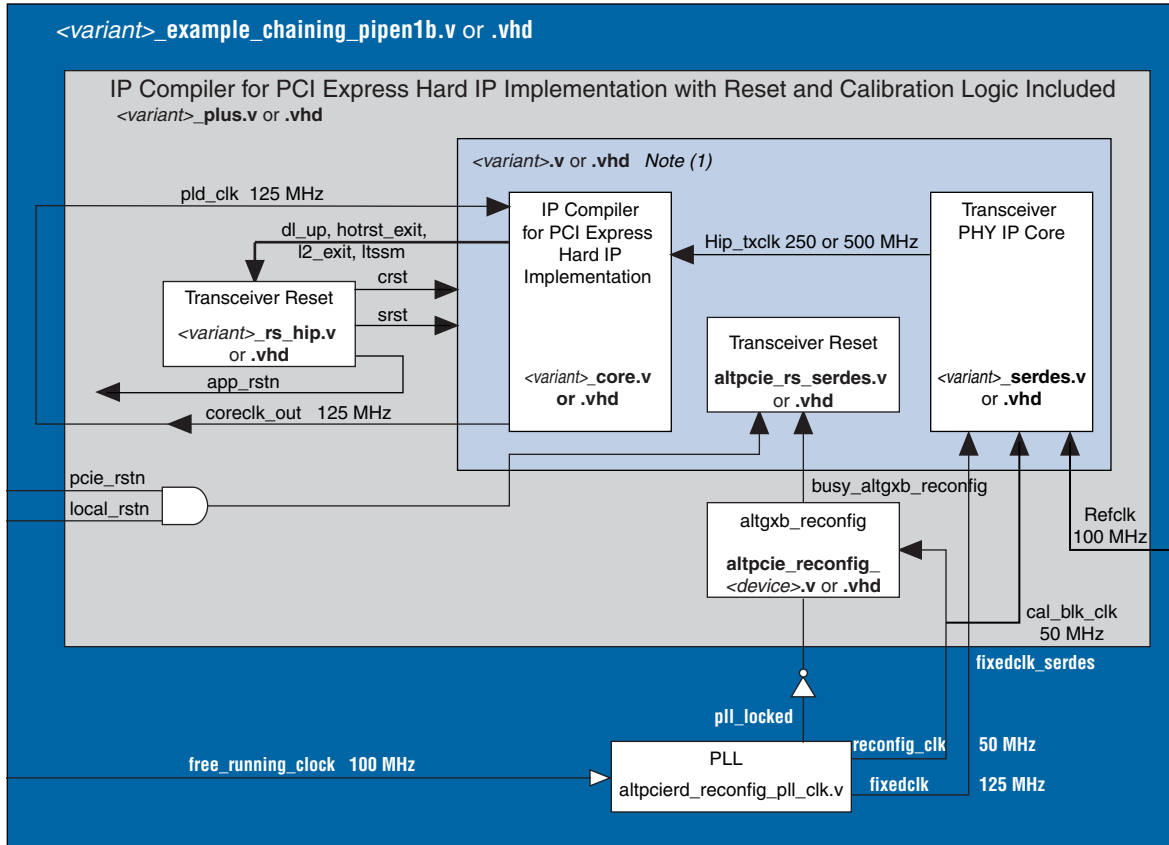 <variant>_example_chaining_pipen1b.v or .vhd
IP Compiler for PCI Express Hard IP Implementation with Reset and Calibration Logic Included
<variant>_plus.v or .vhd
<variant>.v or .vhd Note (1)
pld_clk 125 MHz
IP Compiler
for PCI Express
Hard IP
Implementation
<variant>_core.v
or .vhd
Transceiver
PHY IP Core
<variant>_serdes.v
or .vhd
Hip_txclk 250 or 500 MHz
dl_up, hotrst_exit,
l2_exit, ltssm
crst
srst
Transceiver Reset
<variant>_rs_hip.v
or .vhd
app_rstn
coreclk_out 125 MHz
Transceiver Reset
altpcie_rs_serdes.v
or .vhd
pcie_rstn
local_rstn
busy_altgxb_reconfig
altgxb_reconfig
altpcie_reconfig_
<device>.v or .vhd
Refclk
100 MHz
cal_blk_clk
50 MHz
fixedclk_serdes
pll_locked
reconfig_clk 50 MHz
free_running_clock 100 MHz
PLL
altpcierd_reconfig_pll_clk.v
fixedclk 125 MHz